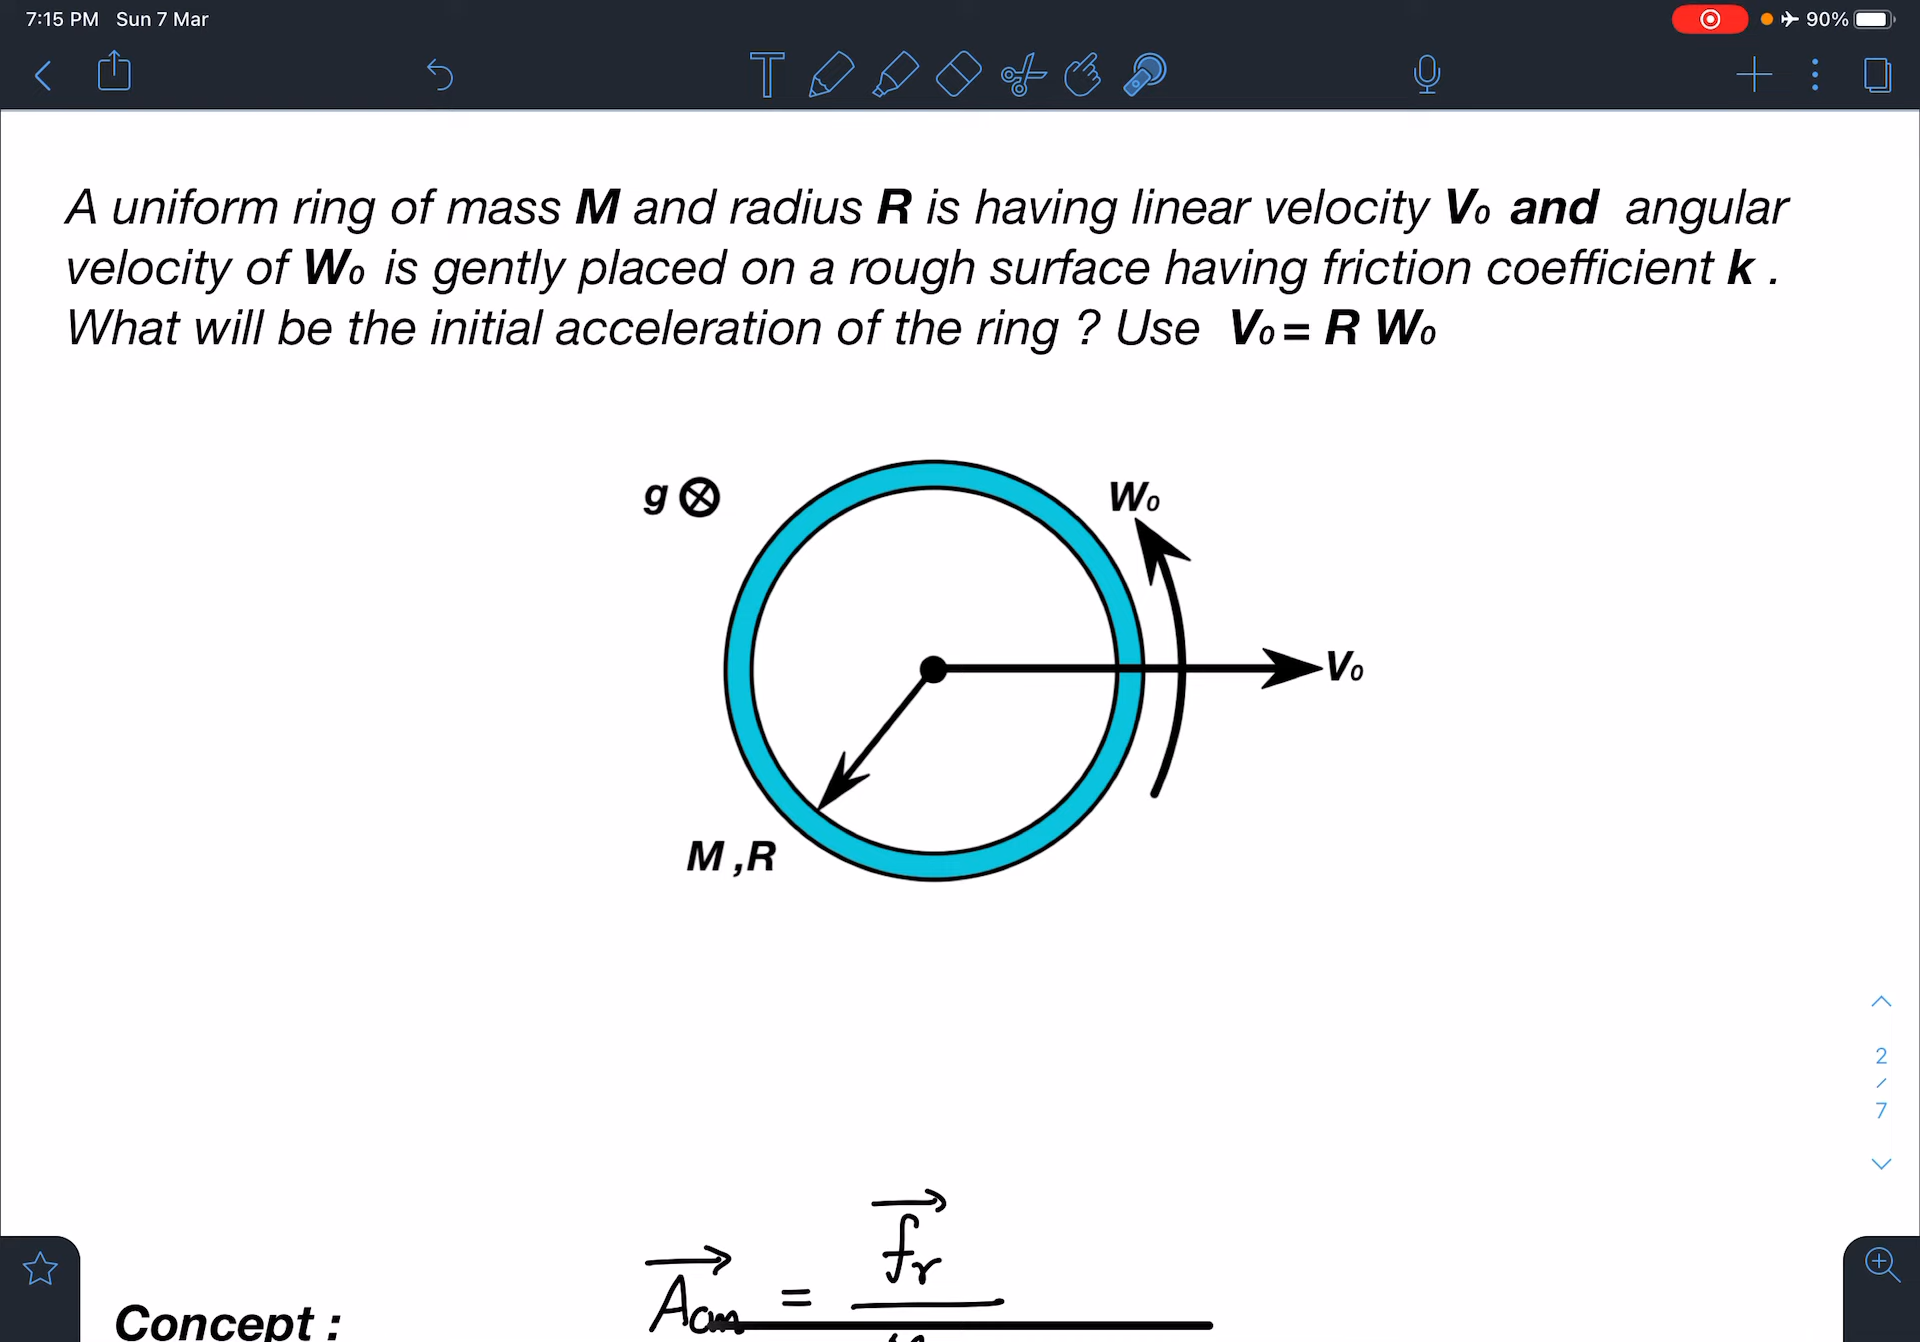 7:15 PM Sun 7 Mar
90%
T
A uniform ring of mass M and radius R is having linear velocity V₀ and angular
velocity of W₀ is gently placed on a rough surface having friction coefficient k .
What will be the initial acceleration of the ring ? Use V₀ = R W₀
g ⊗
W₀
V₀
M ,R
2
/
7
fr
Acm =
Concept :